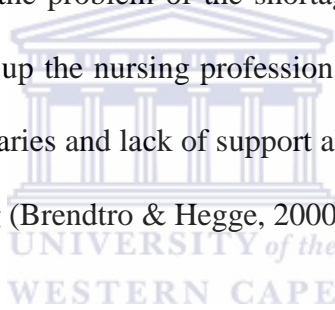 the problem of the shortag
up the nursing profession
aries and lack of support a
(Brendtro & Hegge, 2000
UNIVERSITY of the
WESTERN CAPE